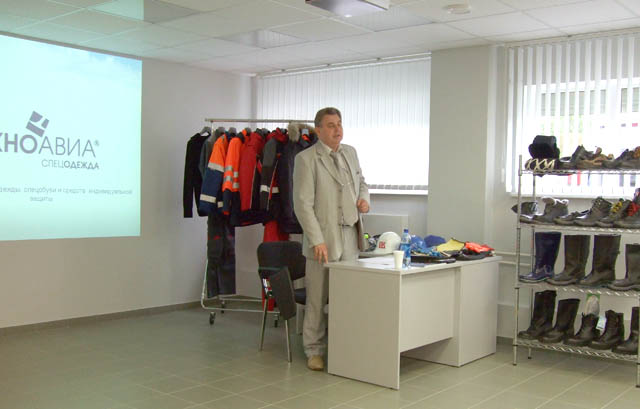 ХНОАВИА®
СПЕЦОДЕЖДА
одежды, спецобуви и средств индивидуальной
защиты